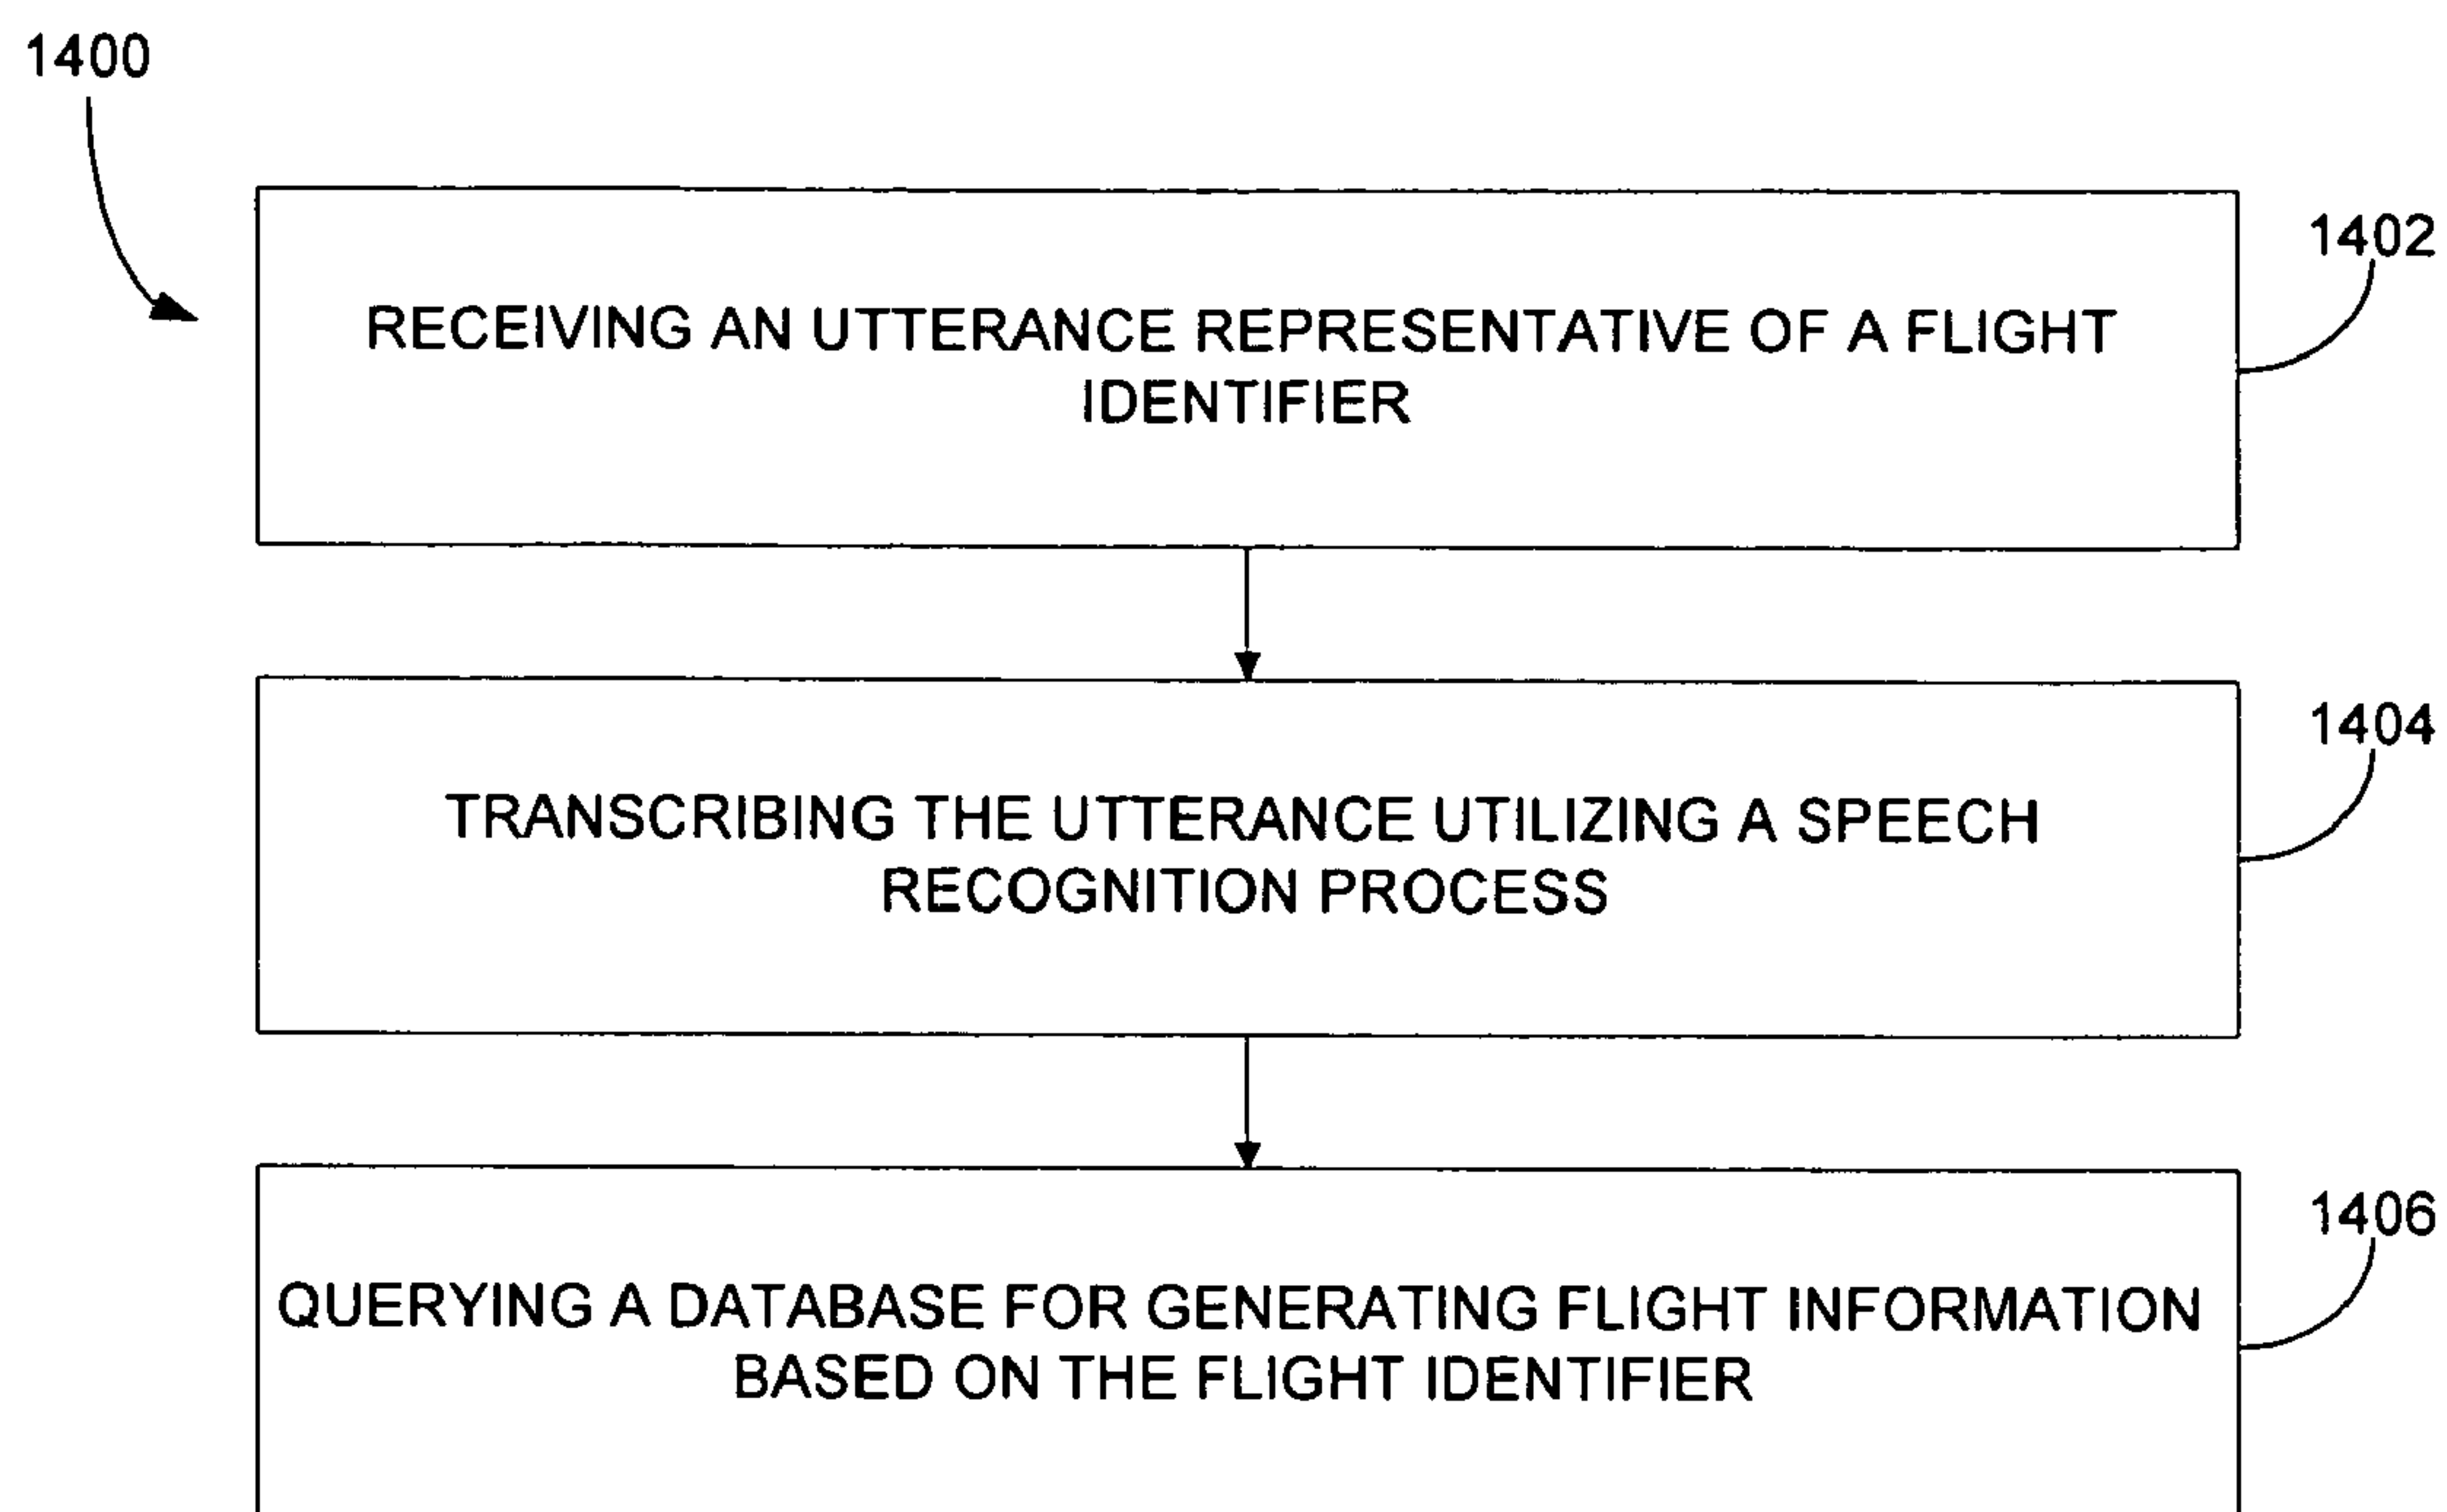 1400
1402
RECEIVING AN UTTERANCE REPRESENTATIVE OF A FLIGHT
IDENTIFIER
1404
TRANSCRIBING THE UTTERANCE UTILIZING A SPEECH
RECOGNITION PROCESS
1406
QUERYING A DATABASE FOR GENERATING FLIGHT INFORMATION
BASED ON THE FLIGHT IDENTIFIER